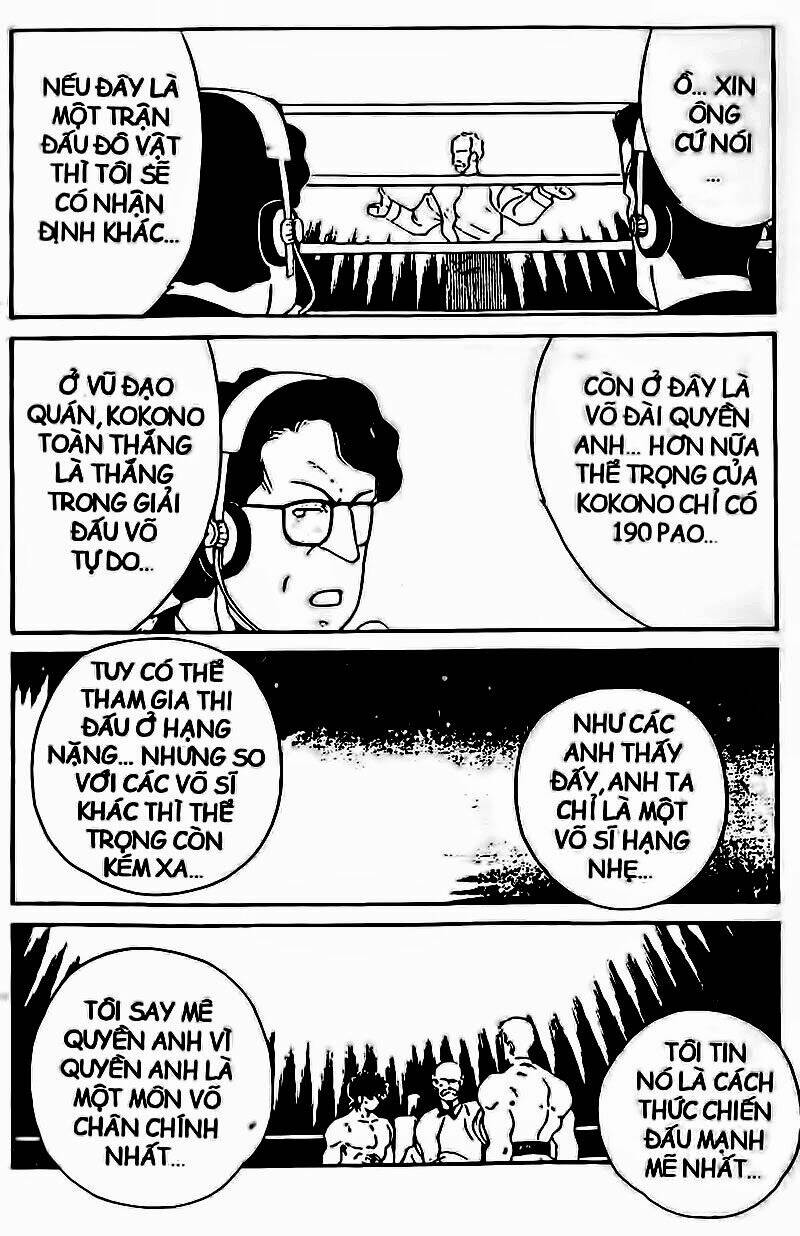 NẾU ĐÂY LÀ
MỘT TRẬN
ĐẤU ĐÔ VẬT
THÌ TÔI SẼ
CÓ NHẬN
ĐỊNH KHÁC...
Ồ... XIN
ÔNG
CỨ NÓI
...
Ở VŨ ĐẠO
QUÁN, KOKONO
TOÀN THẮNG
LÀ THẮNG
TRONG GIẢI
ĐẤU VÕ
TỰ DO...
CÒN Ở ĐÂY LÀ
VÕ ĐÀI QUYỀN
ANH... HƠN NỮA
THỂ TRỌNG CỦA
KOKONO CHỈ CÓ
190 PAO...
TUY CÓ THỂ
THAM GIA THI
ĐẤU Ở HẠNG
NẶNG... NHƯNG SO
VỚI CÁC VÕ SĨ
KHÁC THÌ THỂ
TRỌNG CÒN
KÉM XA...
NHƯ CÁC
ANH THẤY
ĐẤY, ANH TA
CHỈ LÀ MỘT
VÕ SĨ HẠNG
NHẸ...
TÔI SAY MÊ
QUYỀN ANH VÌ
QUYỀN ANH LÀ
MỘT MÔN VÕ
CHÂN CHÍNH
NHẤT...
TÔI TIN
NÓ LÀ CÁCH
THỨC CHIẾN
ĐẤU MẠNH
MẼ NHẤT...